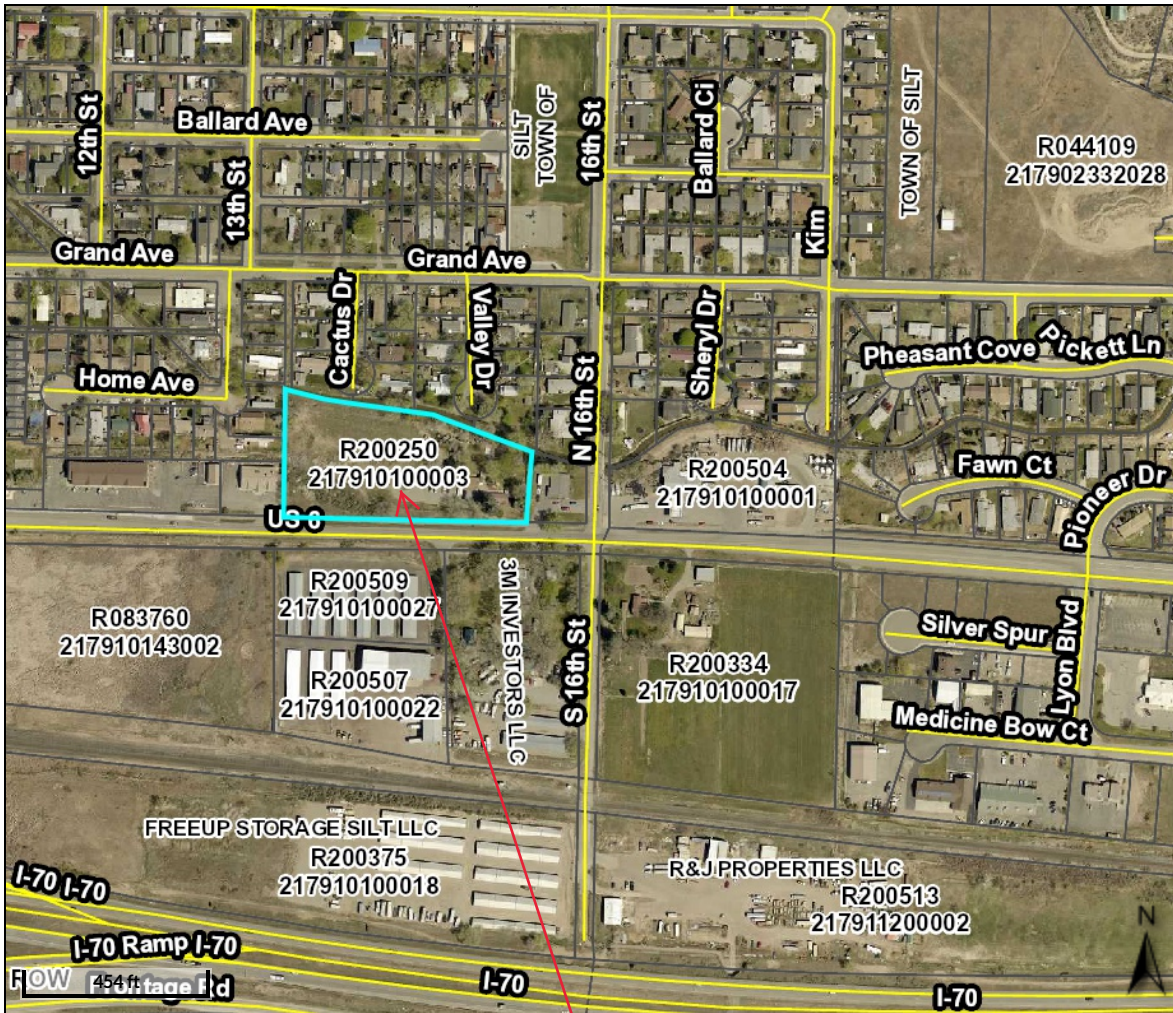 12th St
Ballard Ave
13th St
SILT
TOWN OF
16th St
Ballard Ci
TOWN OF SILT
R044109
217902332028
Grand Ave
Grand Ave
Kim
Cactus Dr
Valley Dr
Sheryl Dr
Pheasant Cove
Pickett Ln
Home Ave
N 16th St
R200250
217910100003
R200504
217910100001
Fawn Ct
Pioneer Dr
US 6
R083760
217910143002
R200509
217910100027
3M INVESTORS LLC
S 16th St
R200334
217910100017
Silver Spur
Lyon Blvd
R200507
217910100022
Medicine Bow Ct
FREEUP STORAGE SILT LLC
R200375
217910100018
R&J PROPERTIES LLC
R200513
217911200002
I-70 I-70
I-70 Ramp I-70
ROW
454 ft
Frontage Rd
I-70
I-70
N